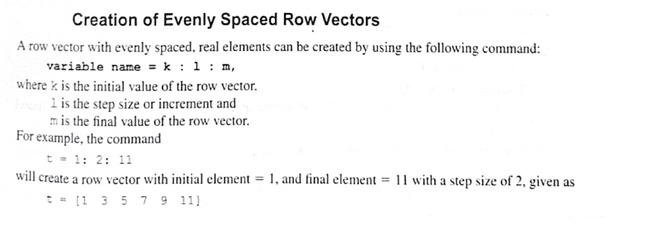 Creation of Evenly Spaced Row Vectors
A row vector with evenly spaced, real elements can be created by using the following command:
variable name = k : l : m,
where k is the initial value of the row vector.
l is the step size or increment and
m is the final value of the row vector.
For example, the command
t = 1: 2: 11
will create a row vector with initial element = 1, and final element = 11 with a step size of 2, given as
t = [1 3 5 7 9 11]